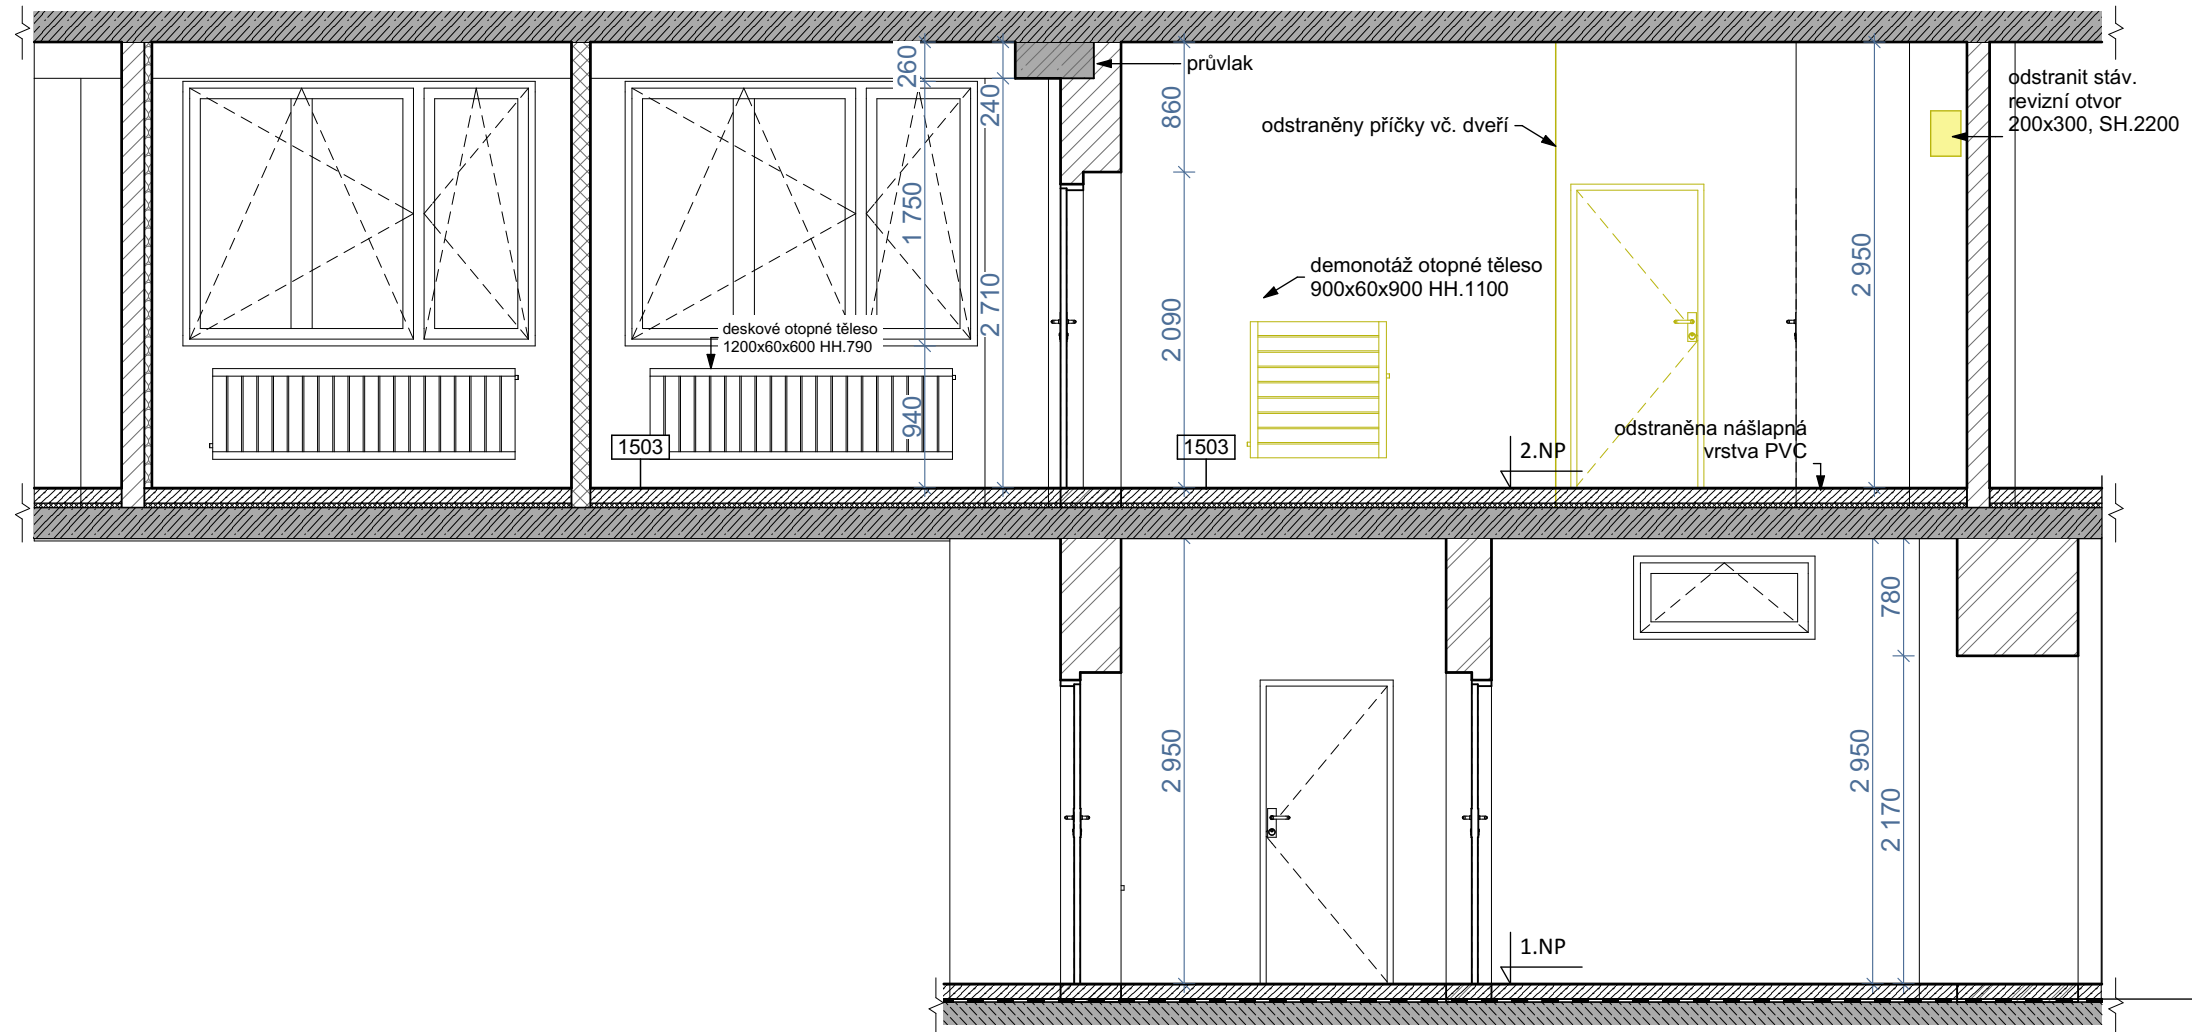 260
240
860
průvlak
odstranit stáv.
revizní otvor
200x300, SH.2200
odstraněny příčky vč. dveří
1 750
2 710
2 950
demonotáž otopné těleso
900x60x900 HH.1100
2 090
deskové otopné těleso
1200x60x600 HH.790
940
1503
1503
2.NP
odstraněna nášlapná
vrstva PVC
780
2 950
2 950
2 170
1.NP